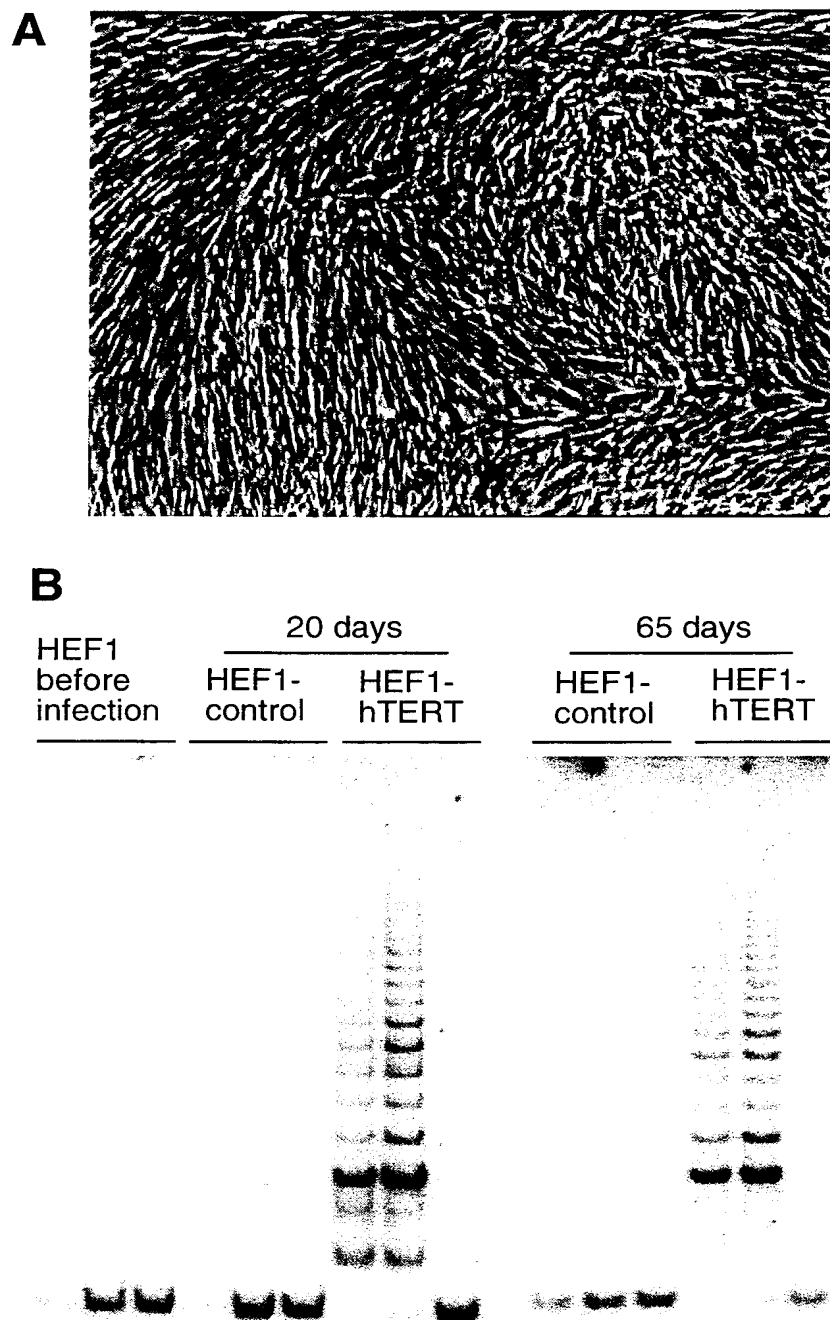 A
B
20 days
65 days
HEF1
before
infection
HEF1-
control
HEF1-
hTERT
HEF1-
control
HEF1-
hTERT